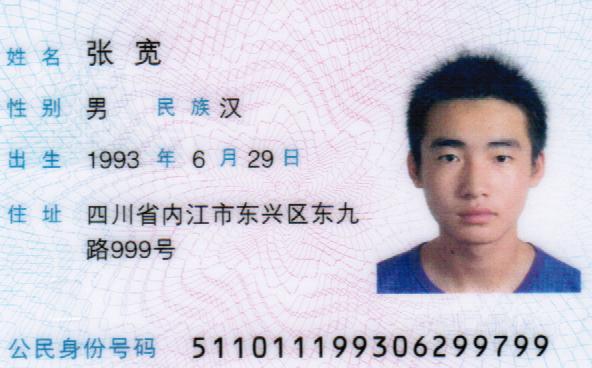 姓名 张宽
性别 男 民族 汉
出生 1993 年 6 月 29 日
住址 四川省内江市东兴区东九
路999号
公民身份号码 511011199306299799